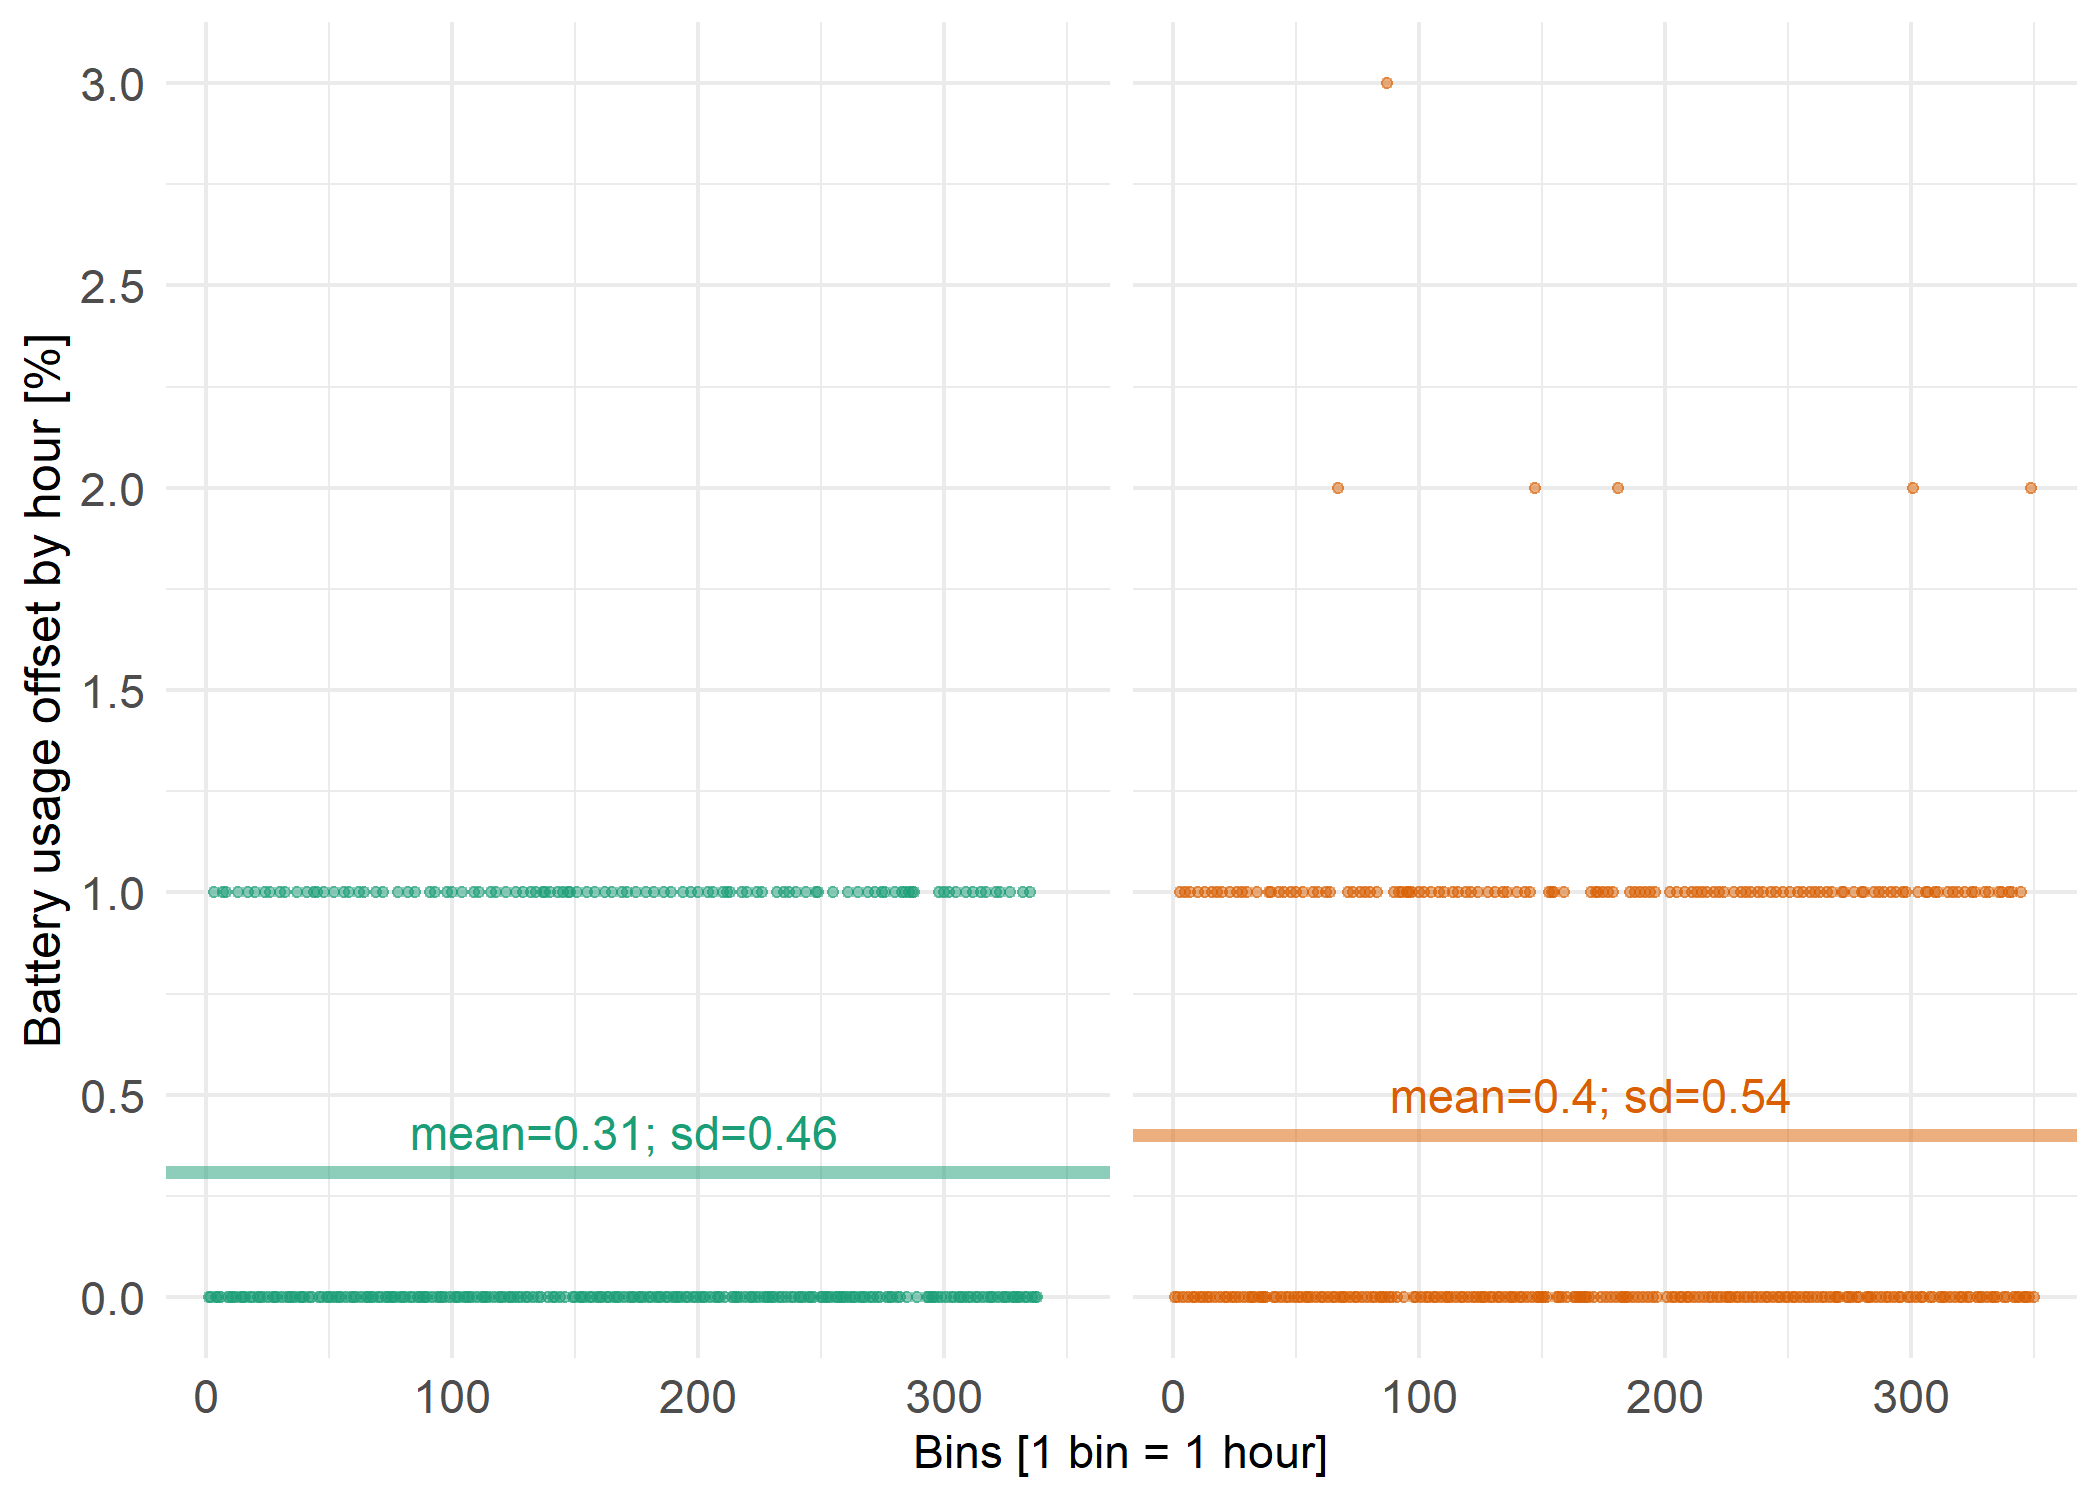 Battery usage offset by hour [%]
3.0
2.5
2.0
1.5
1.0
0.5
0.0
mean=0.31; sd=0.46
mean=0.4; sd=0.54
0 100 200 300
0 100 200 300
Bins [1 bin = 1 hour]